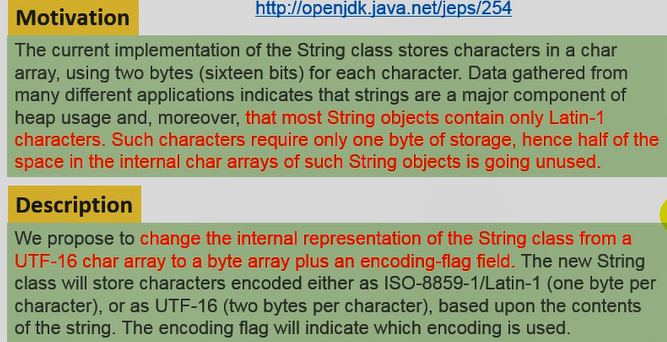 Motivation
http://openjdk.java.net/jeps/254
The current implementation of the String class stores characters in a char
array, using two bytes (sixteen bits) for each character. Data gathered from
many different applications indicates that strings are a major component of
heap usage and, moreover, that most String objects contain only Latin-1
characters. Such characters require only one byte of storage, hence half of the
space in the internal char arrays of such String objects is going unused.
Description
We propose to change the internal representation of the String class from a
UTF-16 char array to a byte array plus an encoding-flag field. The new String
class will store characters encoded either as ISO-8859-1/Latin-1 (one byte per
character), or as UTF-16 (two bytes per character), based upon the contents
of the string. The encoding flag will indicate which encoding is used.